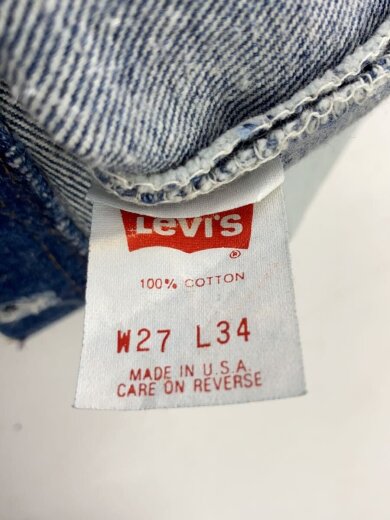 Levi's
®
100% COTTON
W27 L34
MADE IN U.S.A.
CARE ON REVERSE